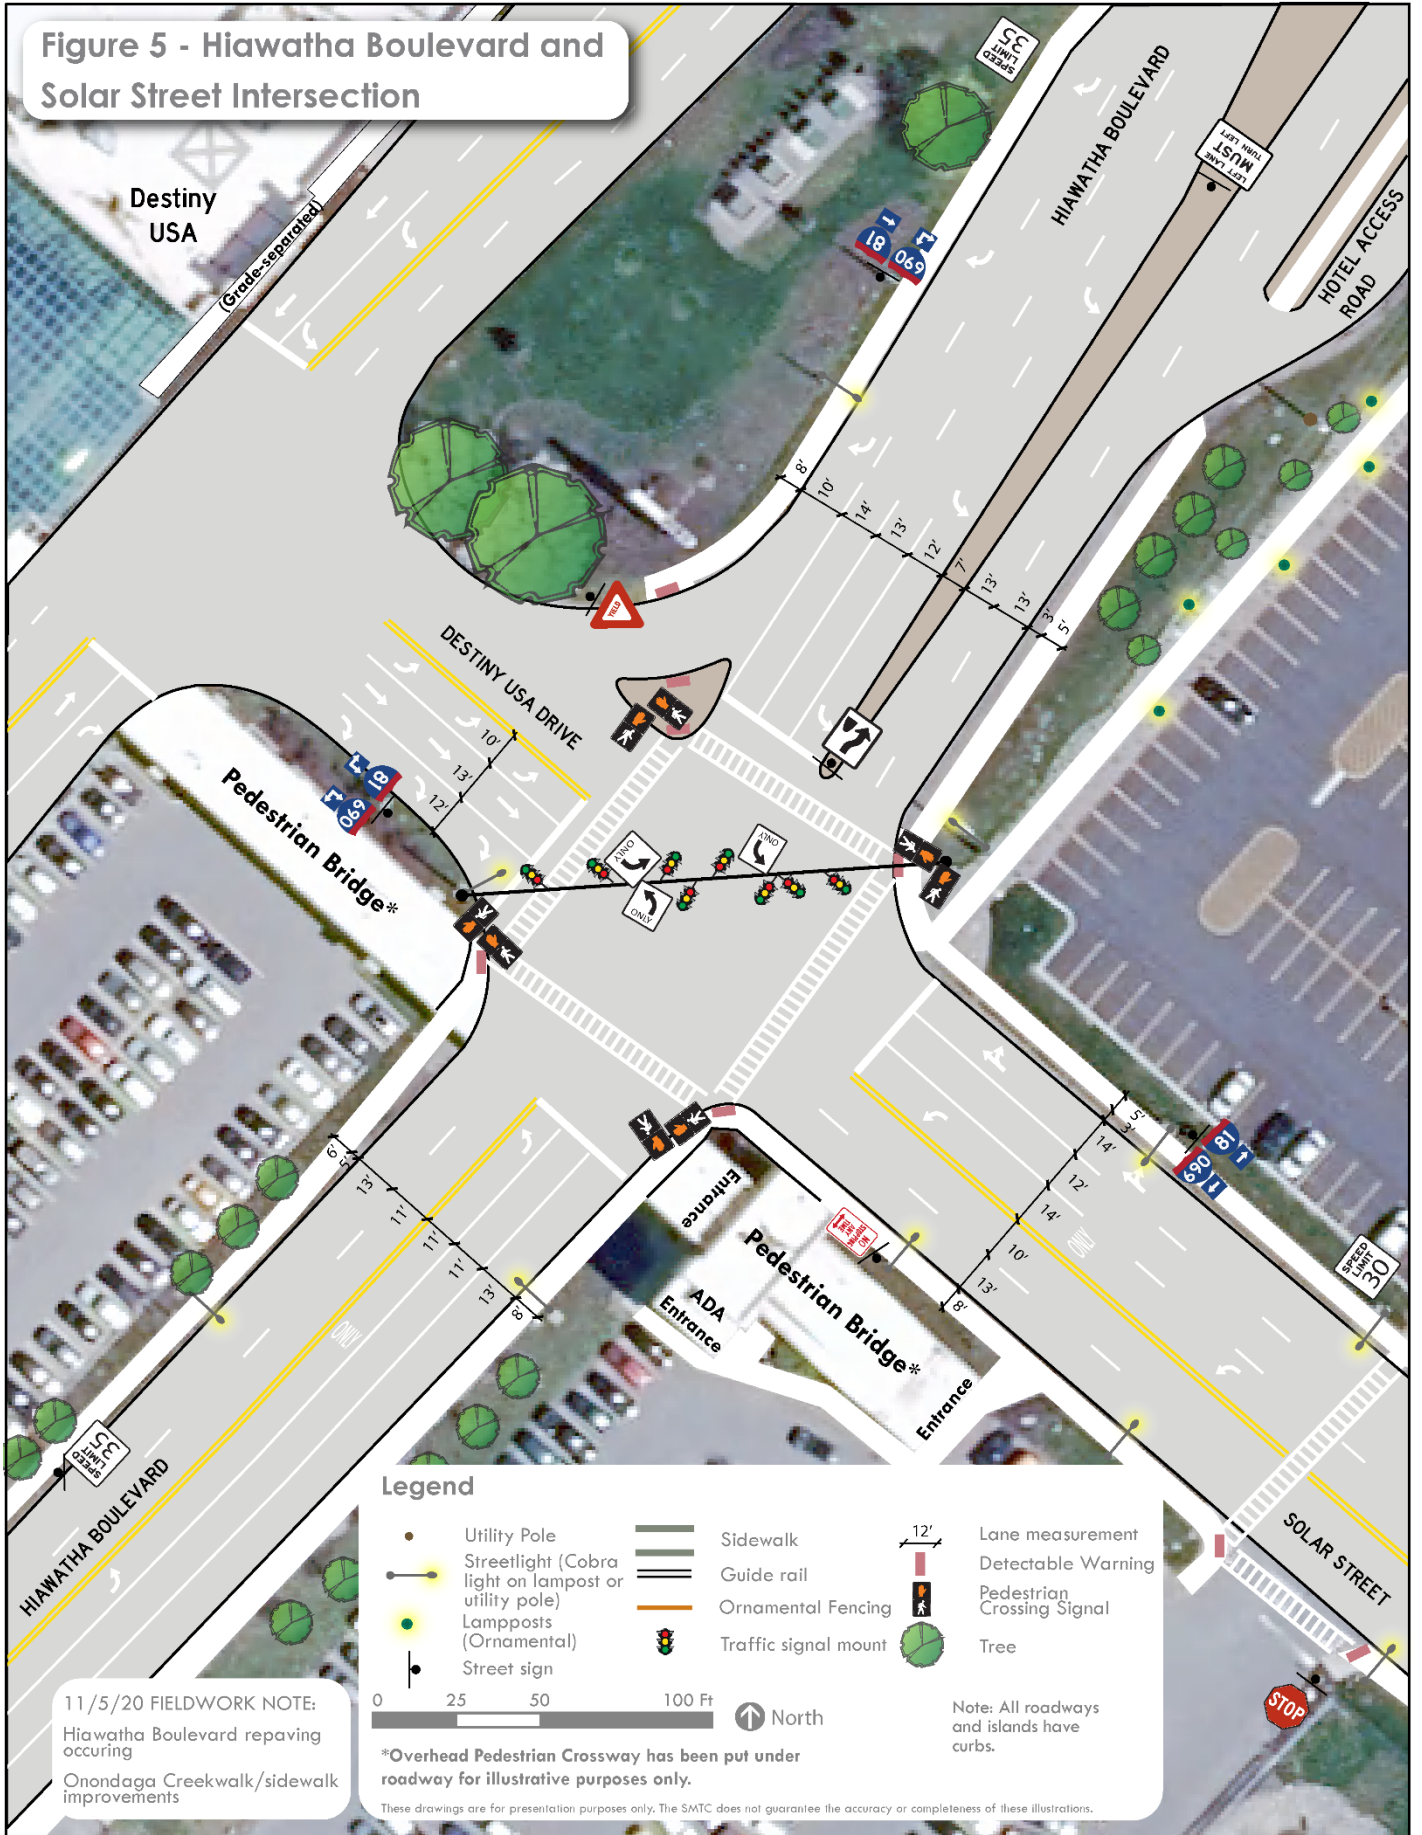 Figure 5 - Hiawatha Boulevard and
Solar Street Intersection
SPEED
LIMIT
35
HIAWATHA BOULEVARD
LEFT LANE
MUST
TURN LEFT
Destiny
USA
(Grade-separated)
81
690
HOTEL ACCESS
ROAD
8'
10'
14'
13'
12'
7'
13'
13'
3'
5'
YIELD
DESTINY USA DRIVE
10'
13'
12'
81
690
Pedestrian Bridge*
ONLY
ONLY
ONLY
6'
5'
13'
11'
11'
11'
13'
8'
5'
3'
14'
12'
14'
10'
13'
8'
81
690
ONLY
ONLY
Entrance
ADA
Entrance
Pedestrian Bridge*
Entrance
NO
STOPPING
ANY
TIME
SPEED
LIMIT
30
SPEED
LIMIT
35
HIAWATHA BOULEVARD
SOLAR STREET
STOP
Legend
Utility Pole
Streetlight (Cobra
light on lampost or
utility pole)
Lampposts
(Ornamental)
Street sign
Sidewalk
Guide rail
Ornamental Fencing
Traffic signal mount
12'
Lane measurement
Detectable Warning
Pedestrian
Crossing Signal
Tree
0 25 50 100 Ft
North
Note: All roadways
and islands have
curbs.
*Overhead Pedestrian Crossway has been put under
roadway for illustrative purposes only.
These drawings are for presentation purposes only. The SMTC does not guarantee the accuracy or completeness of these illustrations.
11/5/20 FIELDWORK NOTE:
Hiawatha Boulevard repaving
occuring
Onondaga Creekwalk/sidewalk
improvements